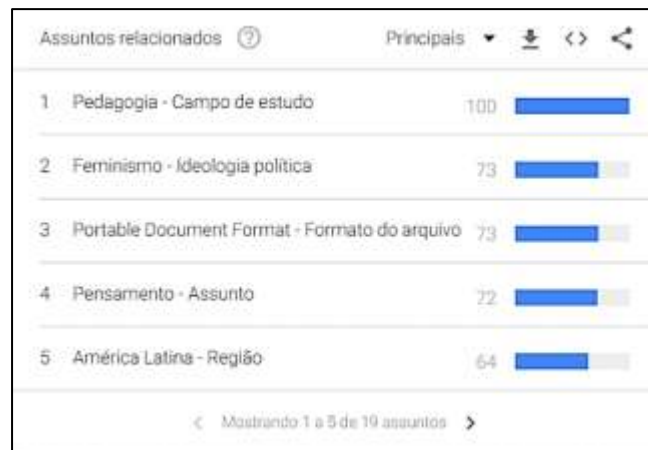 Assuntos relacionados ? Principais
1 Pedagogia - Campo de estudo 100
2 Feminismo - Ideologia política 73
3 Portable Document Format - Formato do arquivo 73
4 Pensamento - Assunto 72
5 América Latina - Região 64
Mostrando 1 a 5 de 19 assuntos